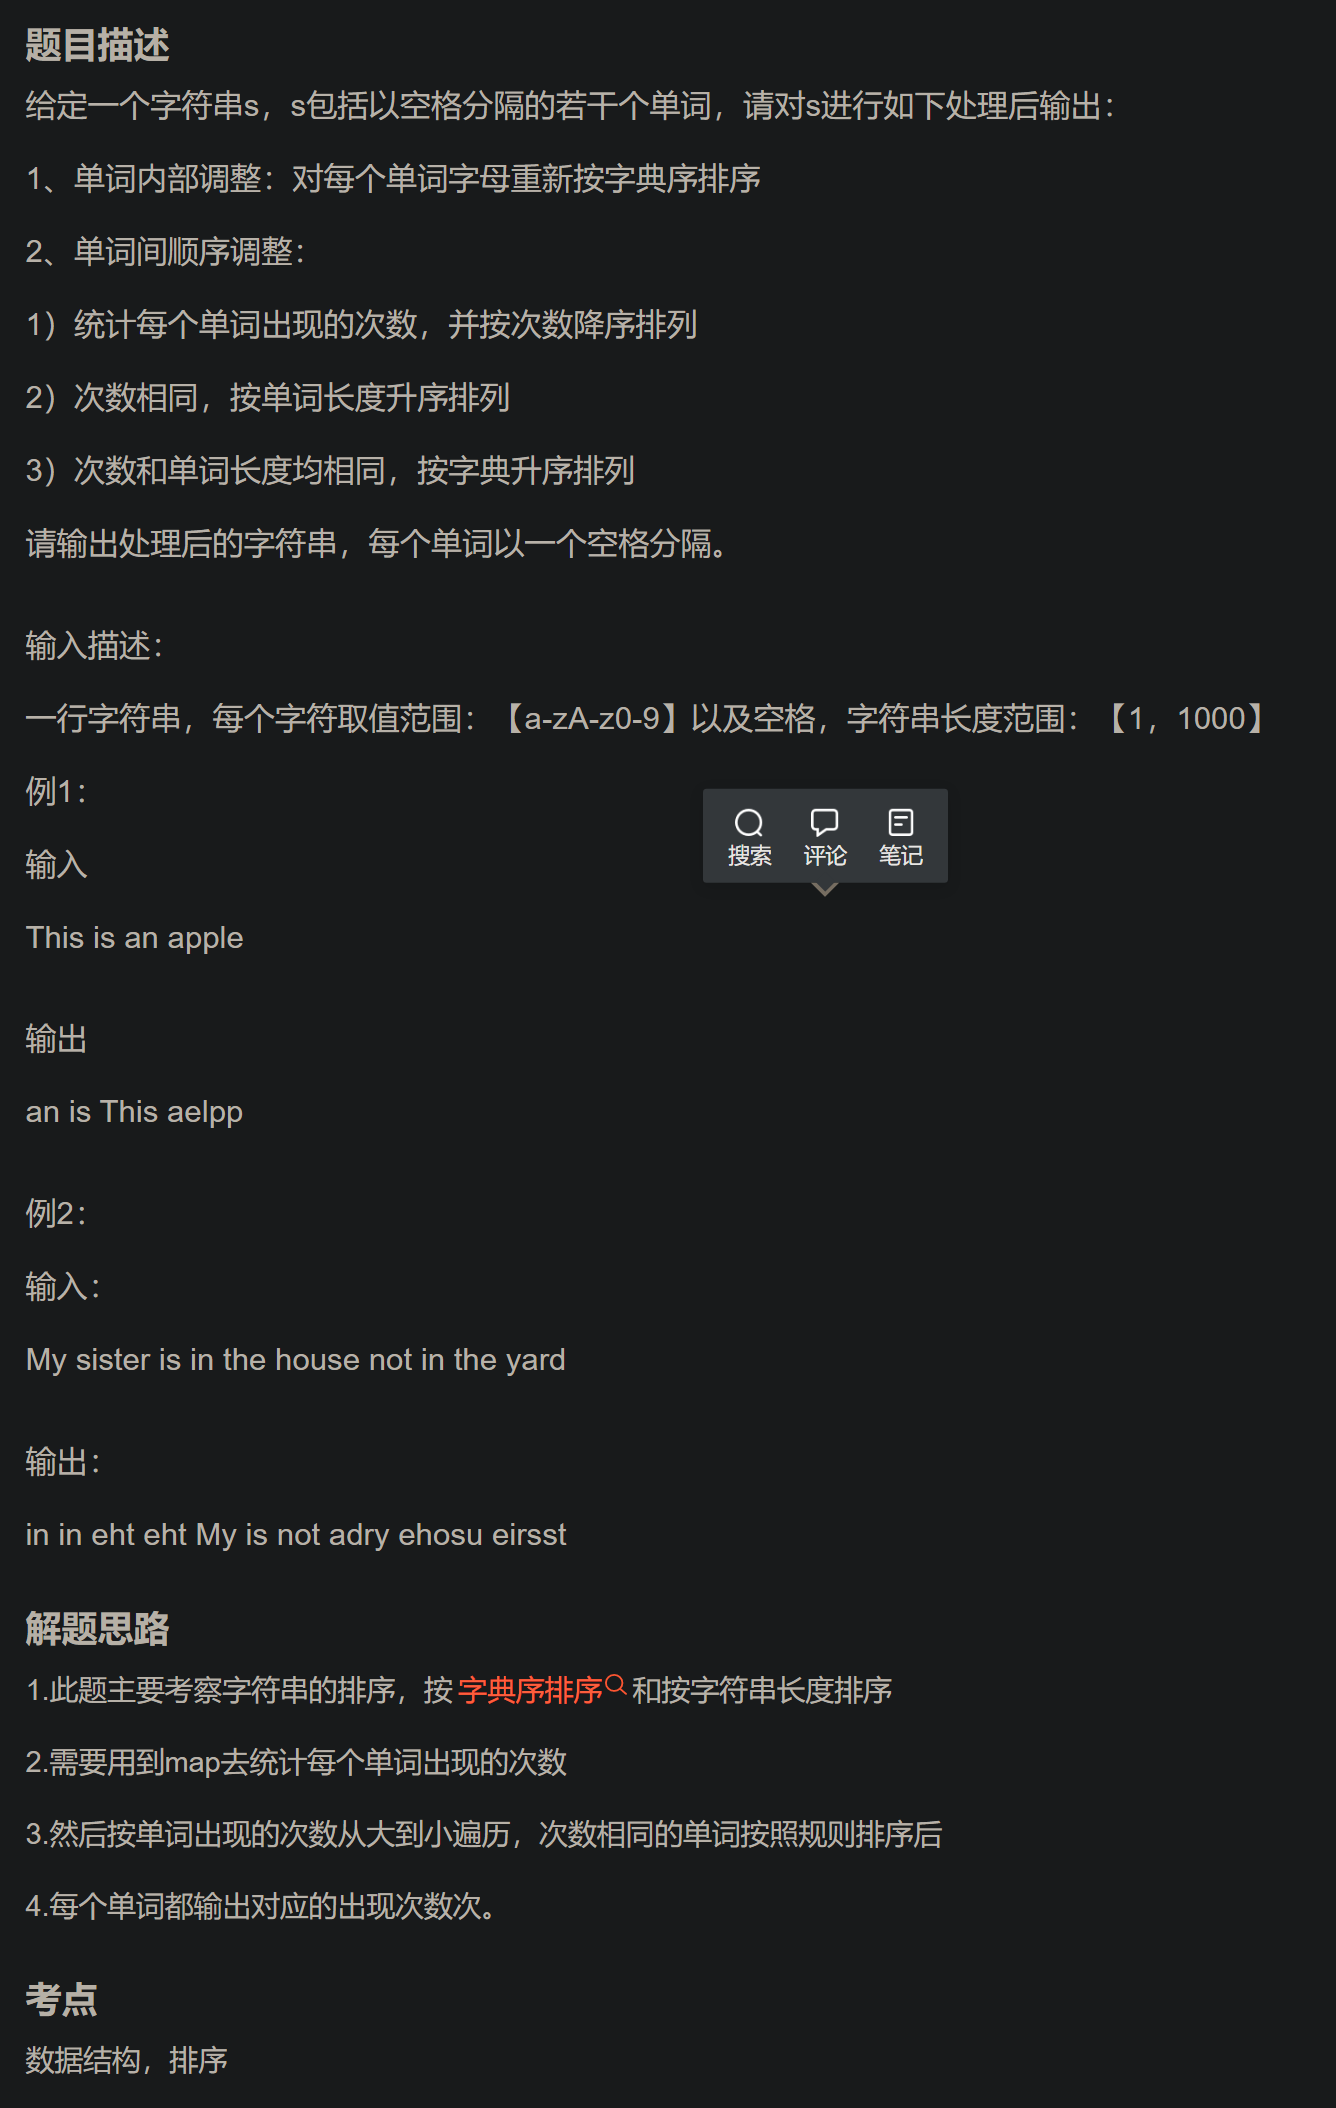 题目描述
给定一个字符串s，s包括以空格分隔的若干个单词，请对s进行如下处理后输出：
1、单词内部调整：对每个单词字母重新按字典序排序
2、单词间顺序调整：
1）统计每个单词出现的次数，并按次数降序排列
2）次数相同，按单词长度升序排列
3）次数和单词长度均相同，按字典升序排列
请输出处理后的字符串，每个单词以一个空格分隔。
输入描述：
一行字符串，每个字符取值范围：【a-zA-z0-9】以及空格，字符串长度范围：【1，1000】
例1：
搜索 评论 笔记
输入
This is an apple
输出
an is This aelpp
例2：
输入：
My sister is in the house not in the yard
输出：
in in eht eht My is not adry ehosu eirsst
解题思路
1.此题主要考察字符串的排序，按 字典序排序 和按字符串长度排序
2.需要用到map去统计每个单词出现的次数
3.然后按单词出现的次数从大到小遍历，次数相同的单词按照规则排序后
4.每个单词都输出对应的出现次数次。
考点
数据结构，排序